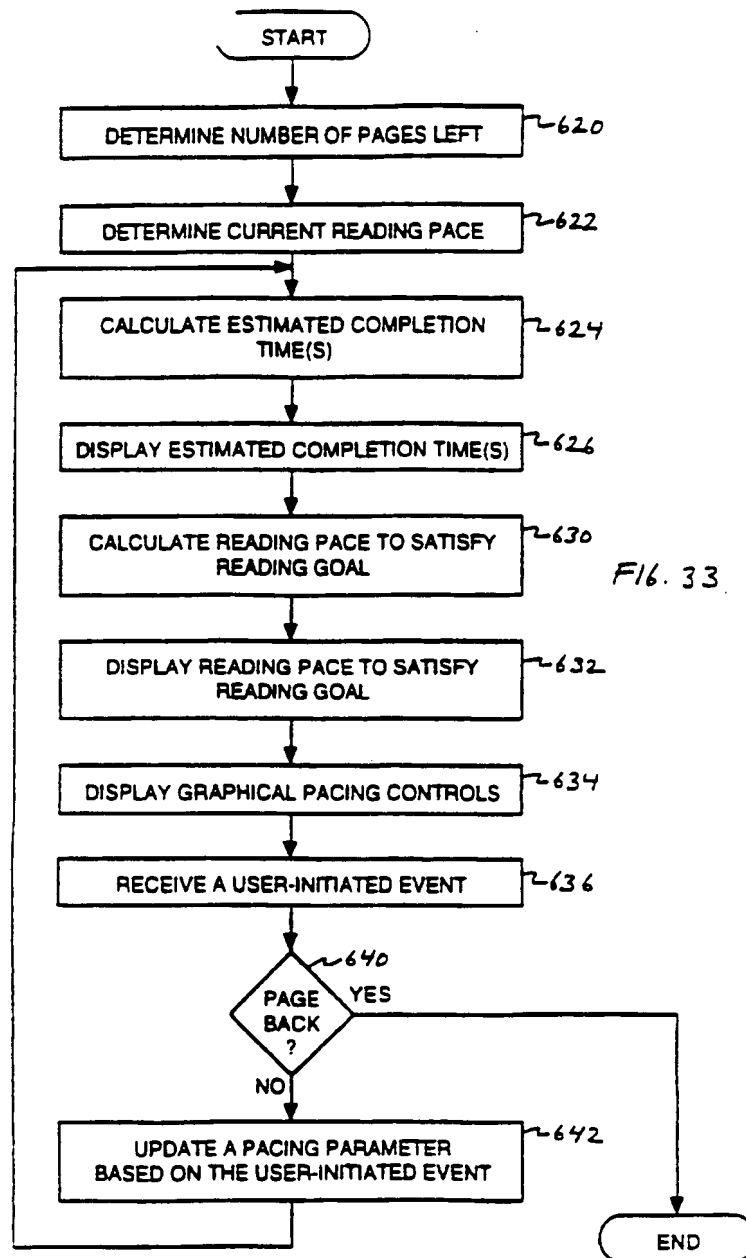 START
DETERMINE NUMBER OF PAGES LEFT
620
DETERMINE CURRENT READING PACE
622
CALCULATE ESTIMATED COMPLETION
TIME(S)
624
DISPLAY ESTIMATED COMPLETION TIME(S)
626
CALCULATE READING PACE TO SATISFY
READING GOAL
630
FIG. 33
DISPLAY READING PACE TO SATISFY
READING GOAL
632
DISPLAY GRAPHICAL PACING CONTROLS
634
RECEIVE A USER-INITIATED EVENT
636
640
PAGE
BACK
?
YES
NO
UPDATE A PACING PARAMETER
BASED ON THE USER-INITIATED EVENT
642
END